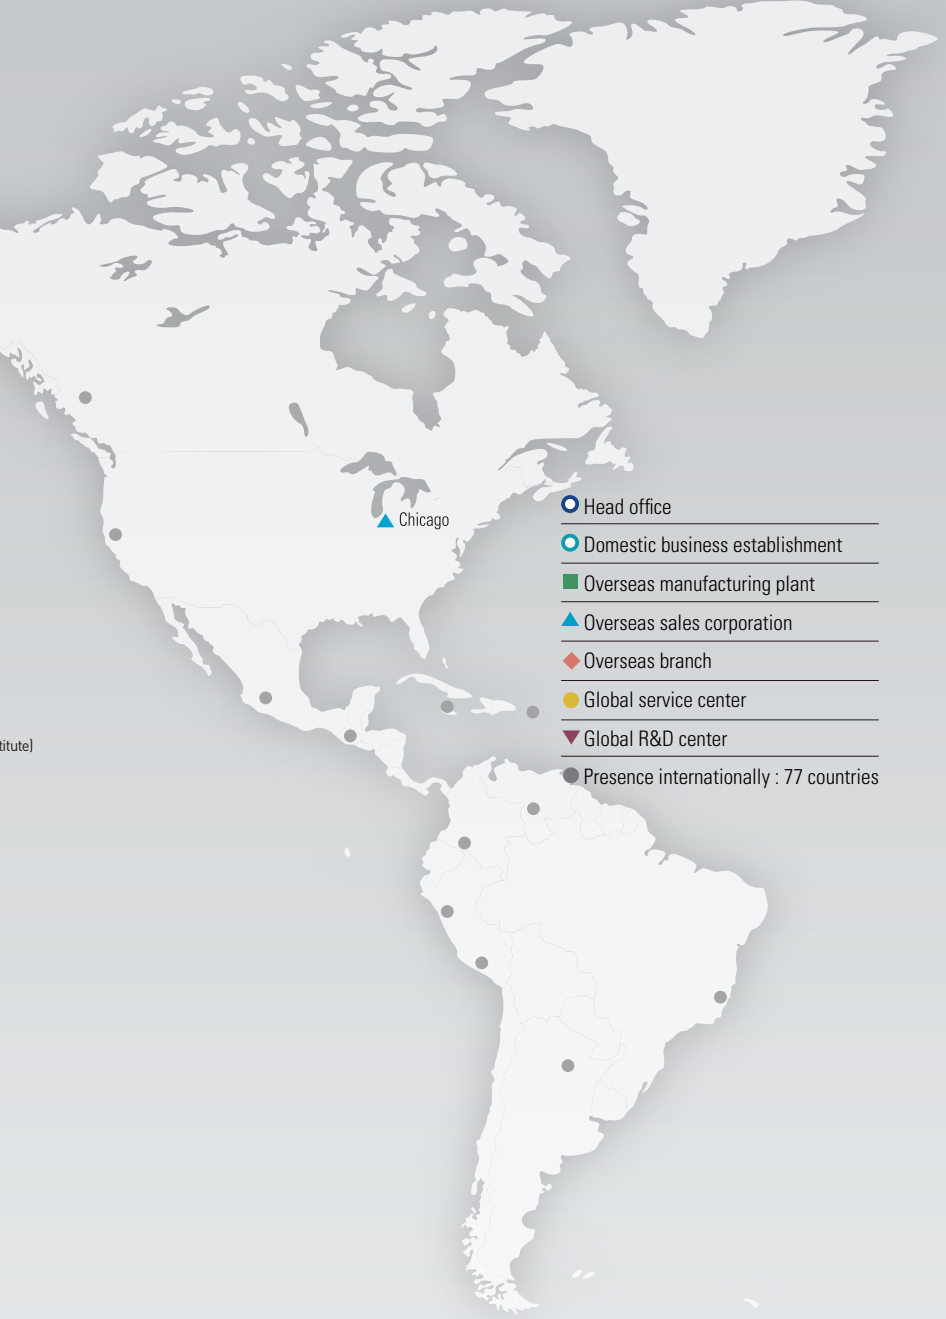 Chicago
Head office
Domestic business establishment
Overseas manufacturing plant
Overseas sales corporation
Overseas branch
Global service center
titute)
Global R&D center
Presence internationally : 77 countries